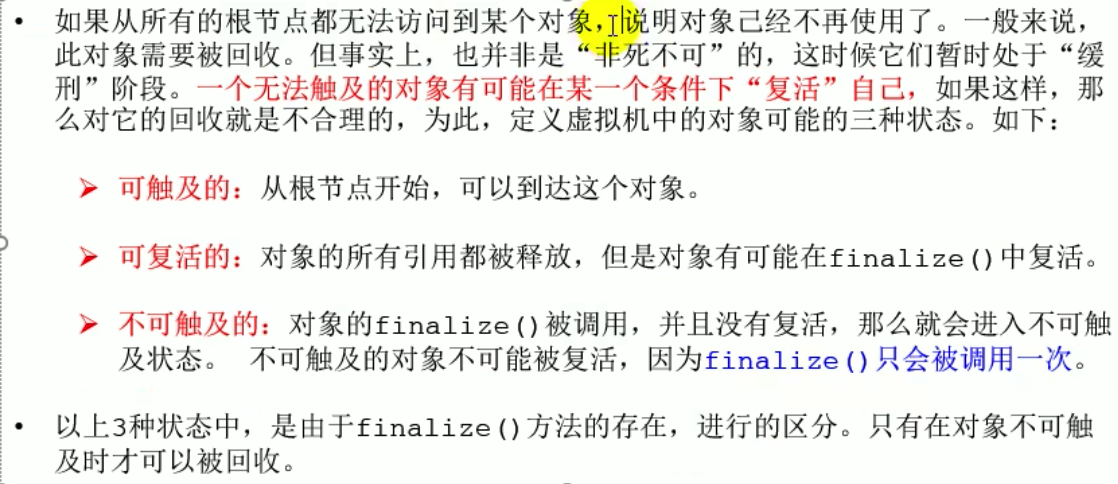 • 如果从所有的根节点都无法访问到某个对象，说明对象己经不再使用了。一般来说，
此对象需要被回收。但事实上，也并非是“非死不可”的，这时候它们暂时处于“缓
刑”阶段。一个无法触及的对象有可能在某一个条件下“复活”自己，如果这样，那
么对它的回收就是不合理的，为此，定义虚拟机中的对象可能的三种状态。如下：
➢ 可触及的：从根节点开始，可以到达这个对象。
➢ 可复活的：对象的所有引用都被释放，但是对象有可能在finalize()中复活。
➢ 不可触及的：对象的finalize()被调用，并且没有复活，那么就会进入不可触
及状态。 不可触及的对象不可能被复活，因为finalize()只会被调用一次。
• 以上3种状态中，是由于finalize()方法的存在，进行的区分。只有在对象不可触
及时才可以被回收。